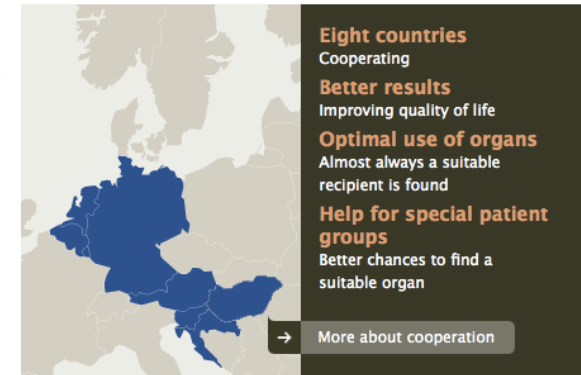 Eight countries
Cooperating
Better results
Improving quality of life
Optimal use of organs
Almost always a suitable
recipient is found
Help for special patient
groups
Better chances to find a
suitable organ
→ More about cooperation